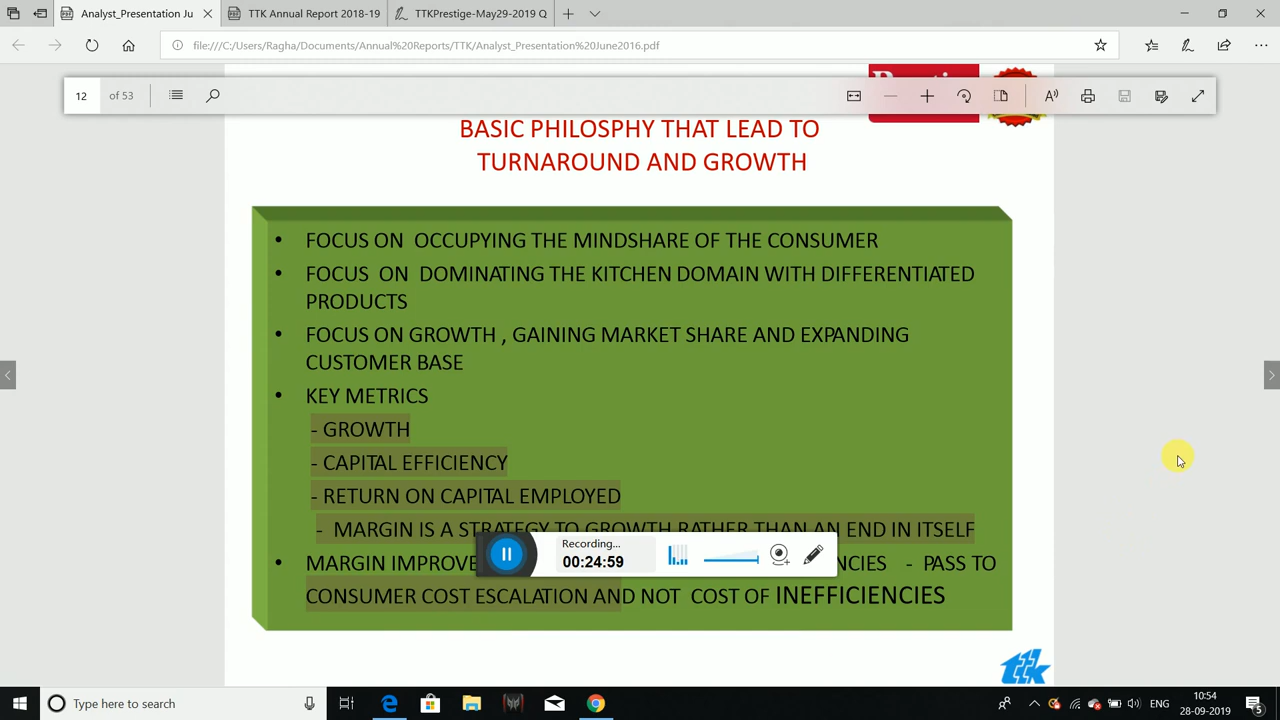 Analyst_Presentation Ju
TTK Annual Report 2018-19
TTKPrestige-May29-2019 Q
file:///C:/Users/Ragha/Documents/Annual%20Reports/TTK/Analyst_Presentation%20June2016.pdf
12 of 53
BASIC PHILOSPHY THAT LEAD TO
TURNAROUND AND GROWTH
• FOCUS ON OCCUPYING THE MINDSHARE OF THE CONSUMER
• FOCUS ON DOMINATING THE KITCHEN DOMAIN WITH DIFFERENTIATED
PRODUCTS
• FOCUS ON GROWTH , GAINING MARKET SHARE AND EXPANDING
CUSTOMER BASE
• KEY METRICS
- GROWTH
- CAPITAL EFFICIENCY
- RETURN ON CAPITAL EMPLOYED
- MARGIN IS A STRATEGY TO GROWTH RATHER THAN AN END IN ITSELF
• MARGIN IMPROVE NCIES - PASS TO
CONSUMER COST ESCALATION AND NOT COST OF INEFFICIENCIES
Recording...
00:24:59
ttk
Type here to search
ENG
10:54
28-09-2019
5